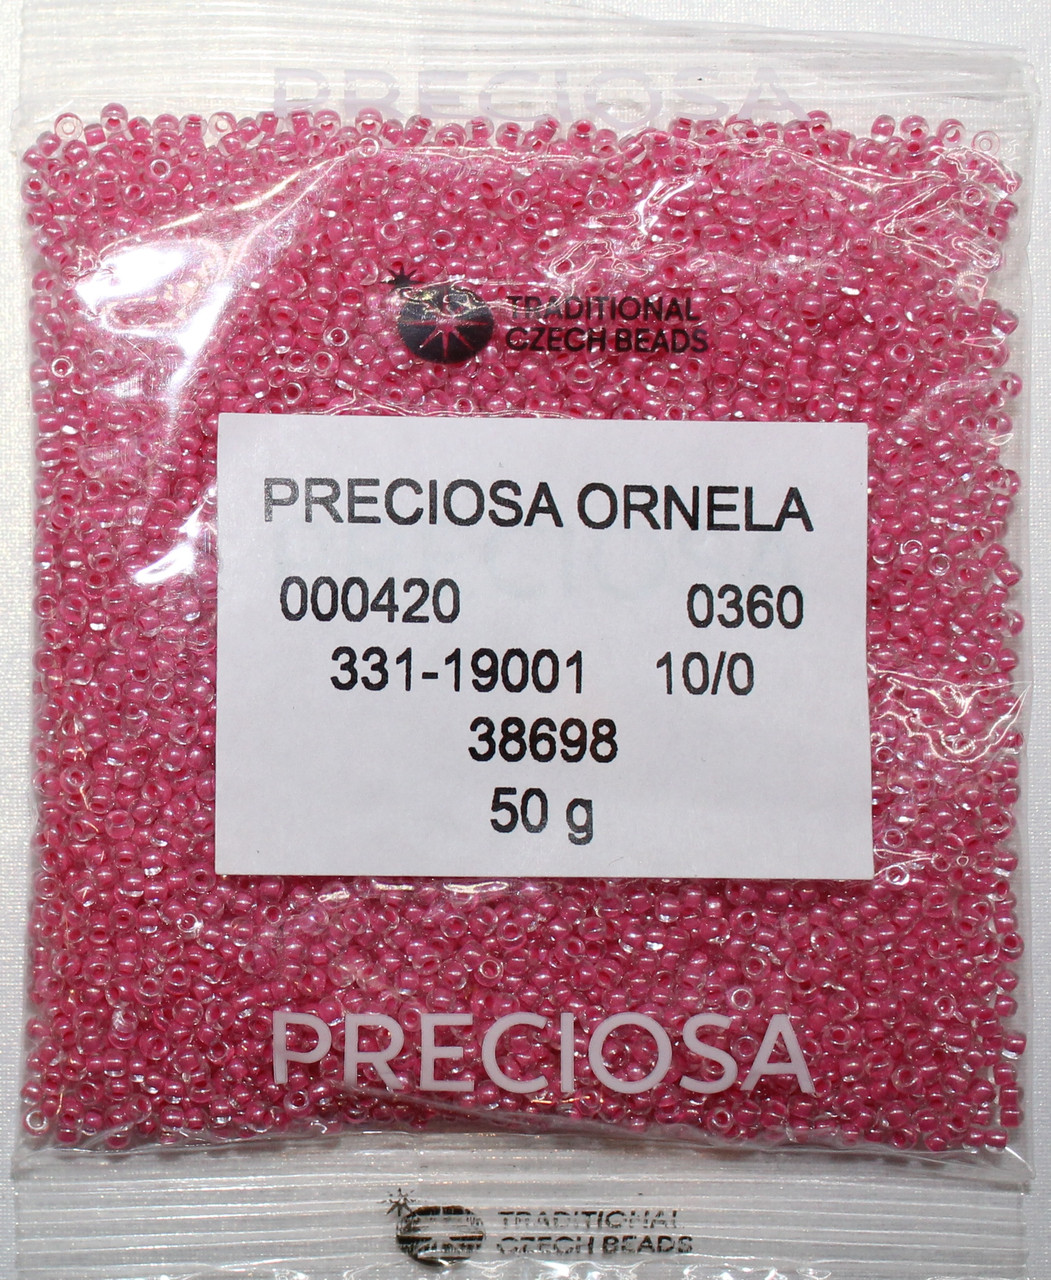 PRECIOSA
TRADITIONAL
CZECH BEADS
PRECIOSA ORNELA
000420 0360
331-19001 10/0
38698
50 g
PRECIOSA
TRADITIONAL
CZECH BEADS